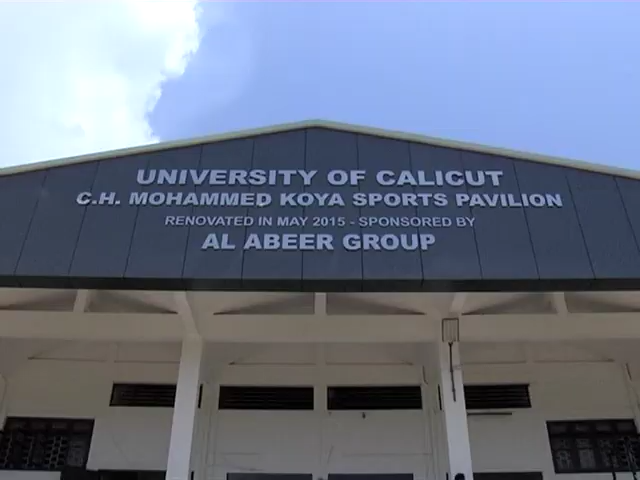 UNIVERSITY OF CALICUT
C.H. MOHAMMED KOYA SPORTS PAVILION
RENOVATED IN MAY 2015 - SPONSORED BY
AL ABEER GROUP